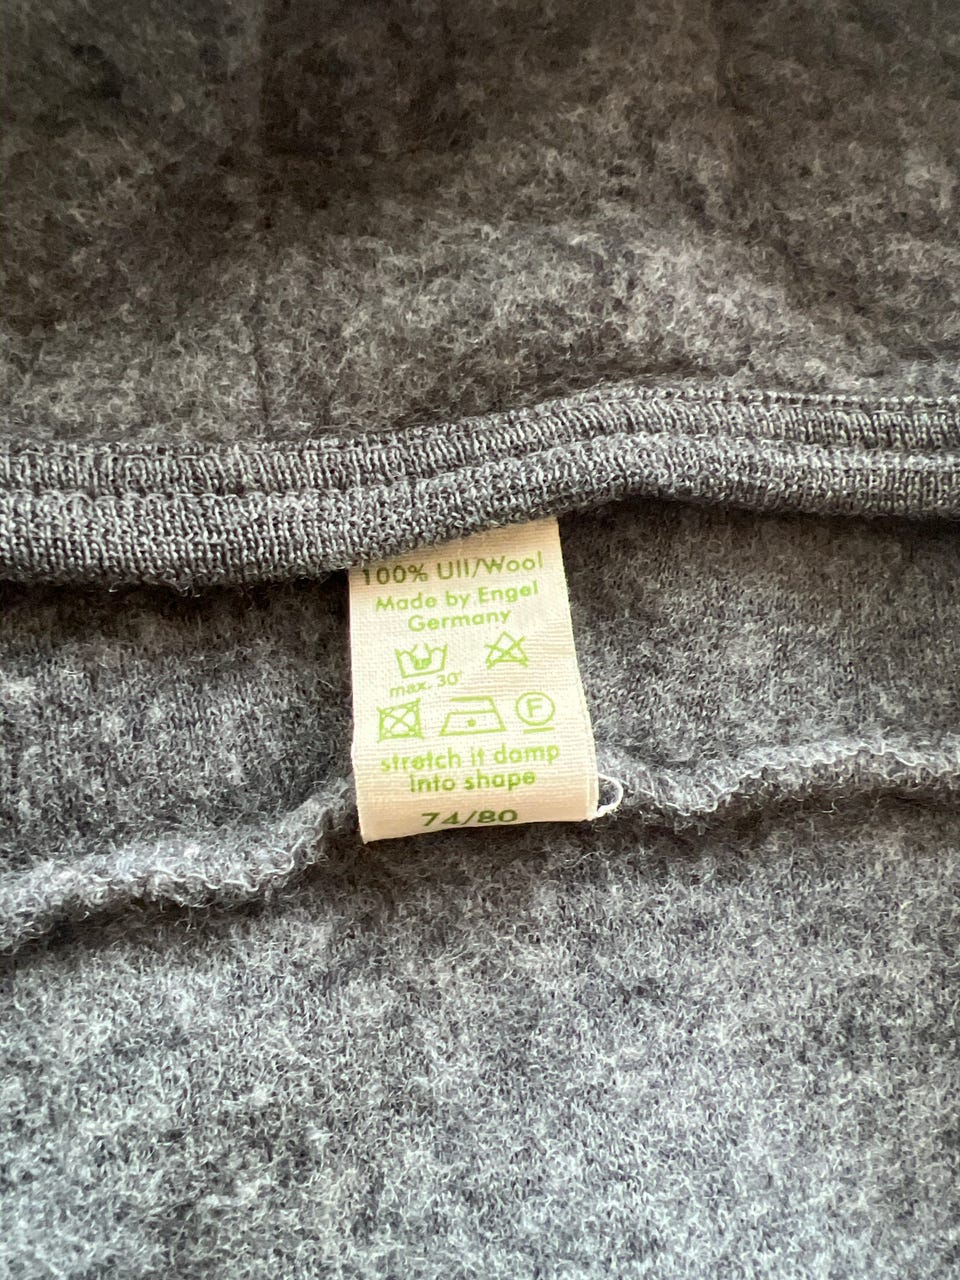 100% Ull/Wool
Made by Engel
Germany
max. 30°
F
stretch it damp
into shape
74/80